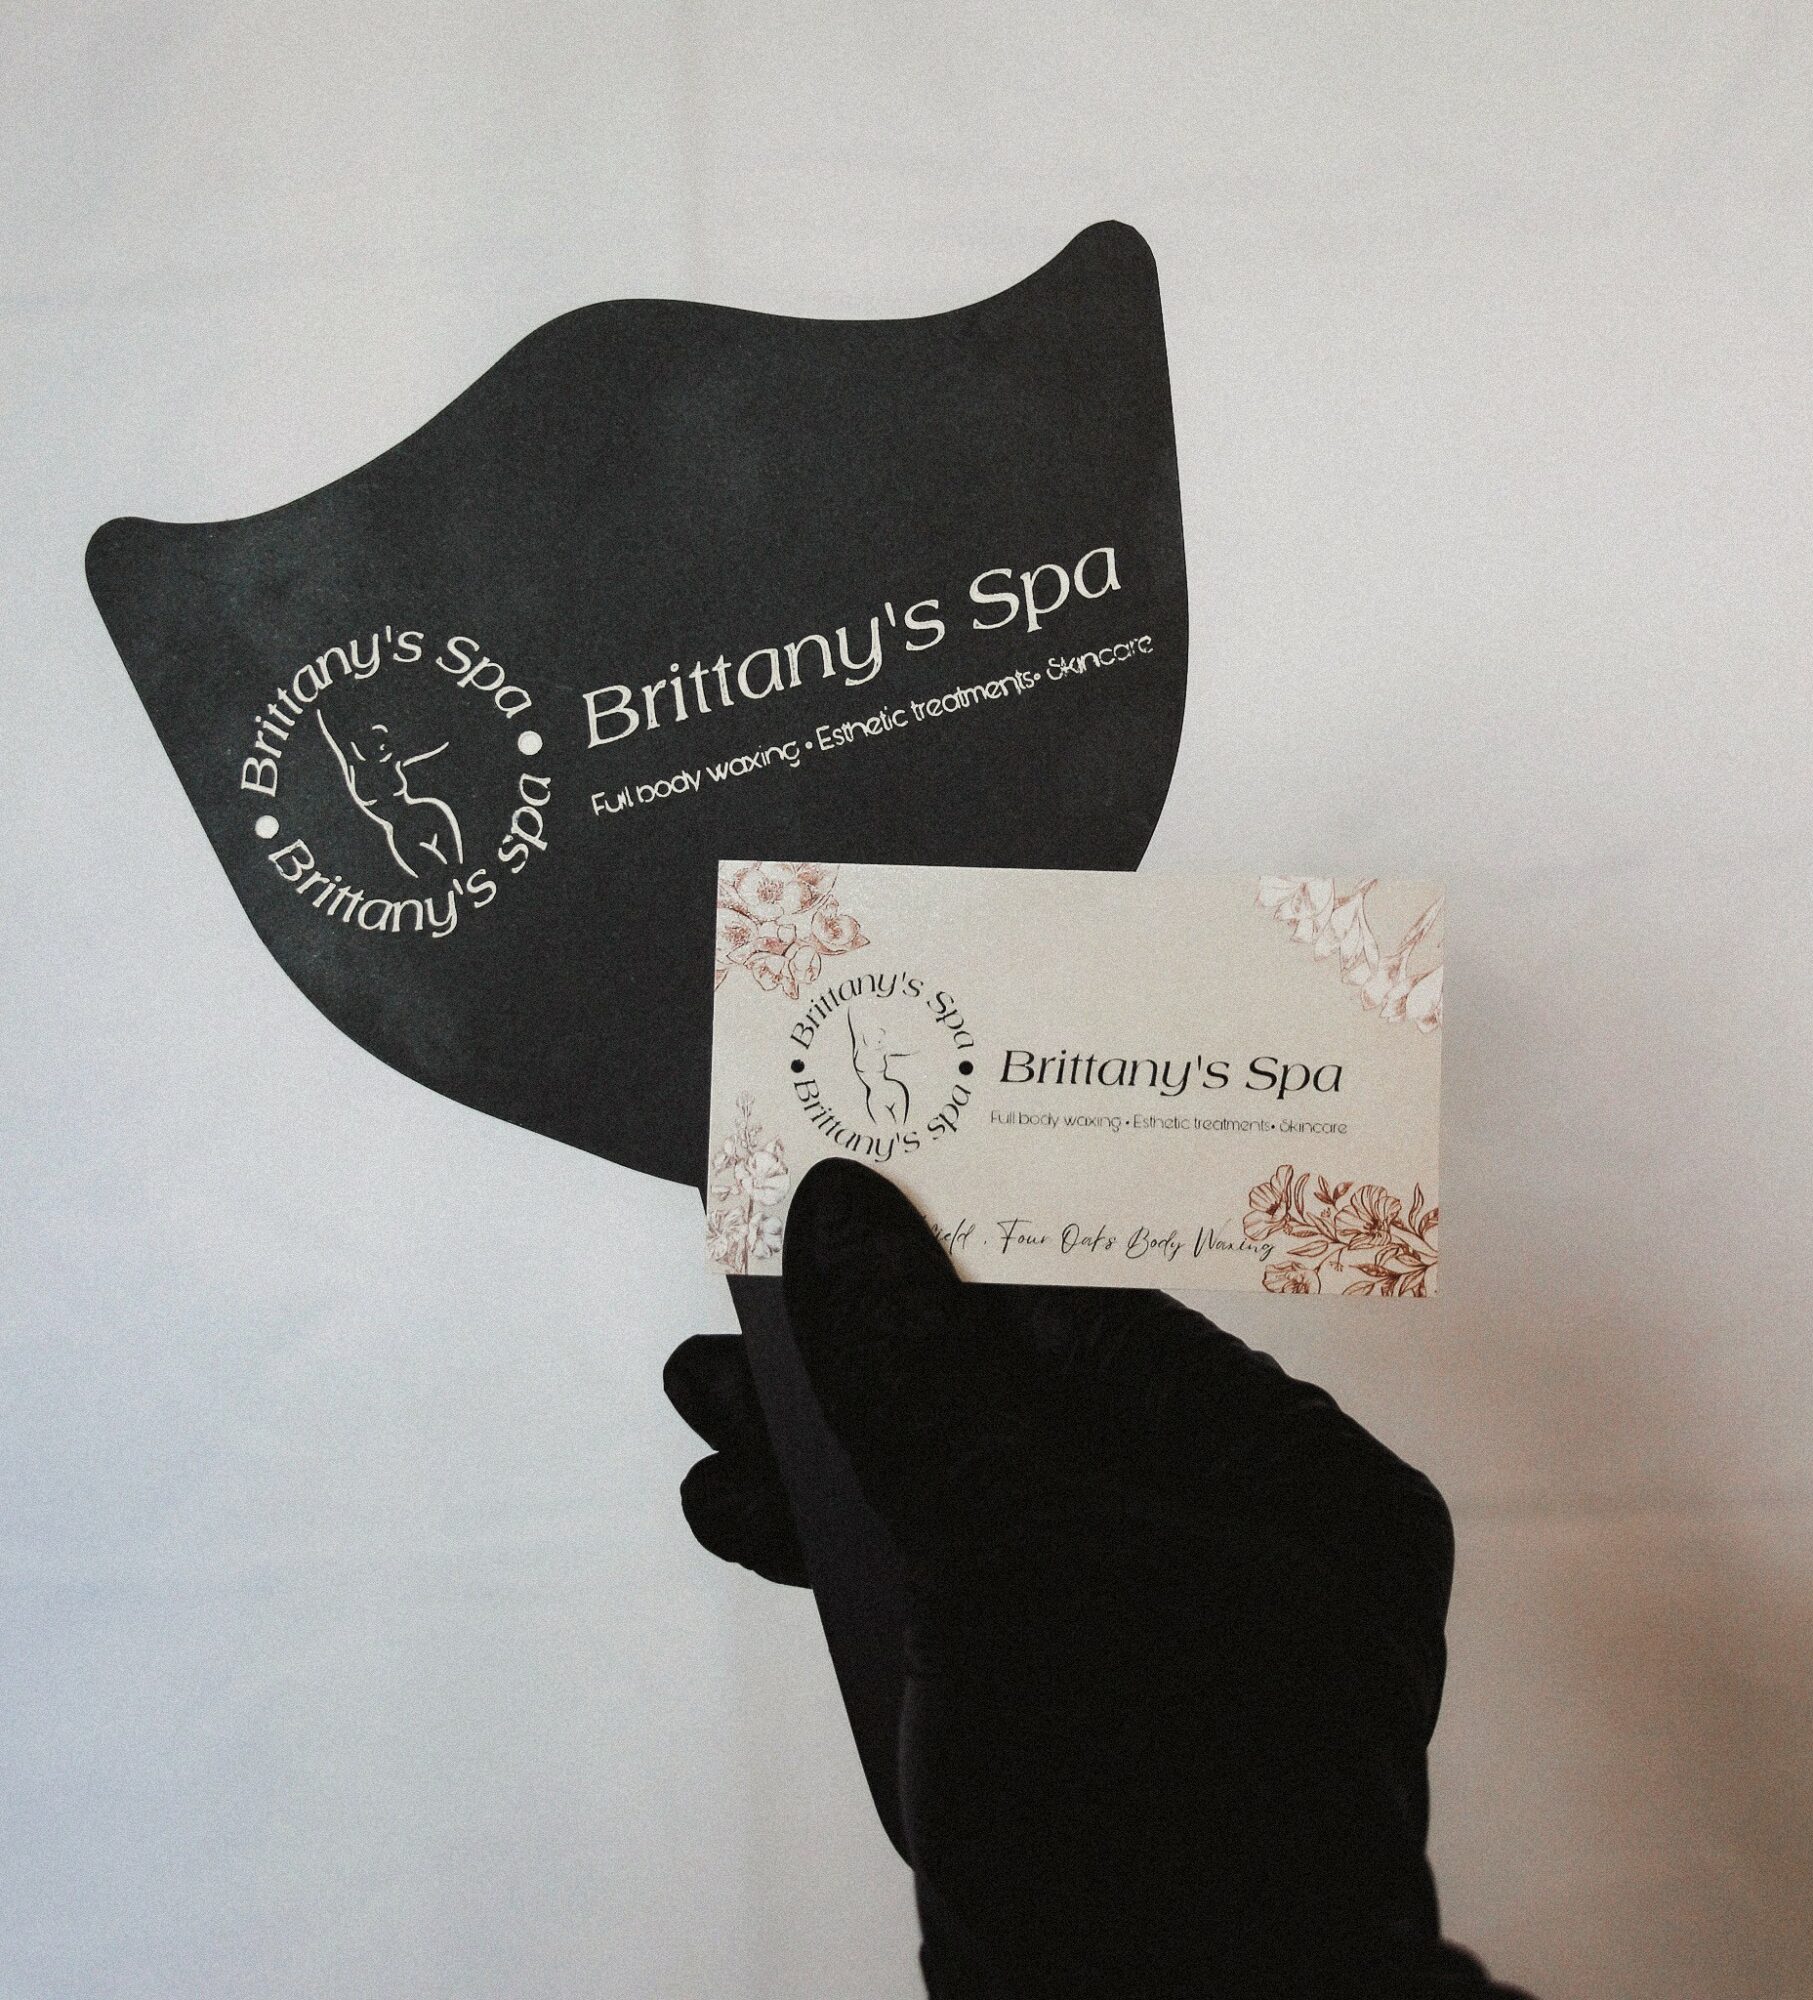 Brittany's Spa
Brittany's spa
Brittany's Spa
Full body waxing • Esthetic treatments• Skincare
Brittany's Spa
Brittany's spa
Brittany's Spa
Full body waxing • Esthetic treatments• Skincare
, Four Oaks Body Waxing